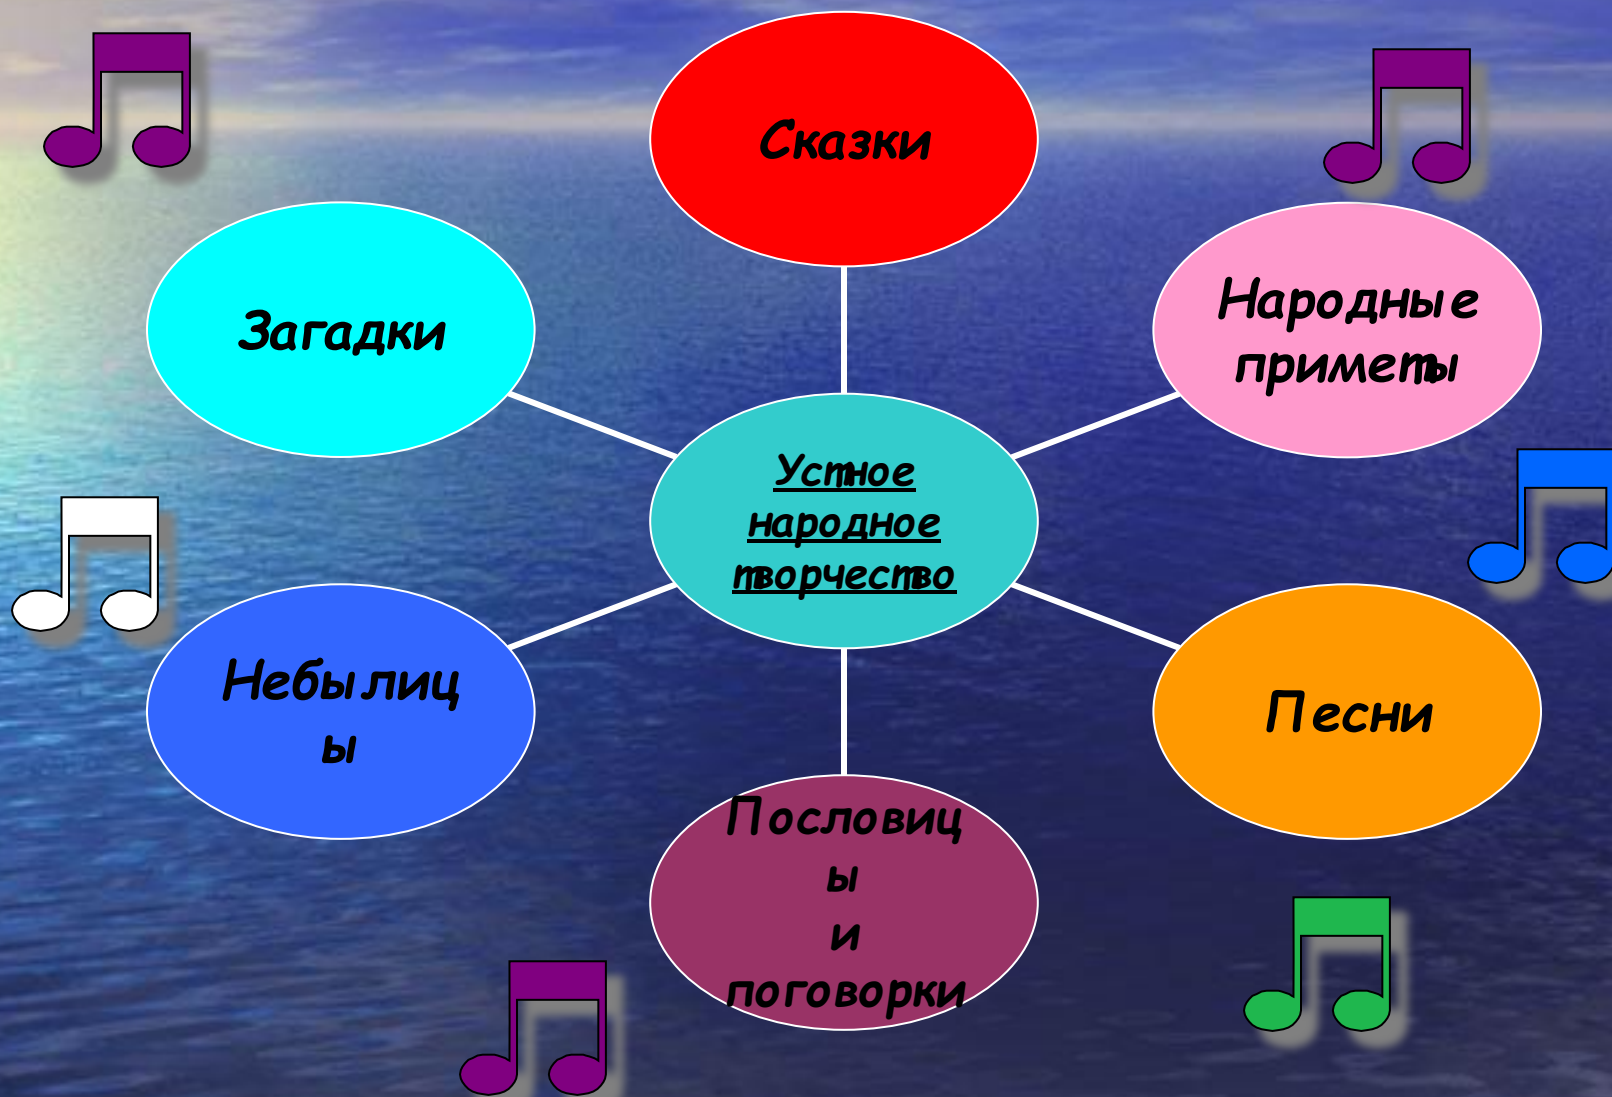 Сказки
Загадки
Народные
приметы
Устное
народное
творчество
Небылиц
ы
Песни
Пословиц
ы
и
поговорки